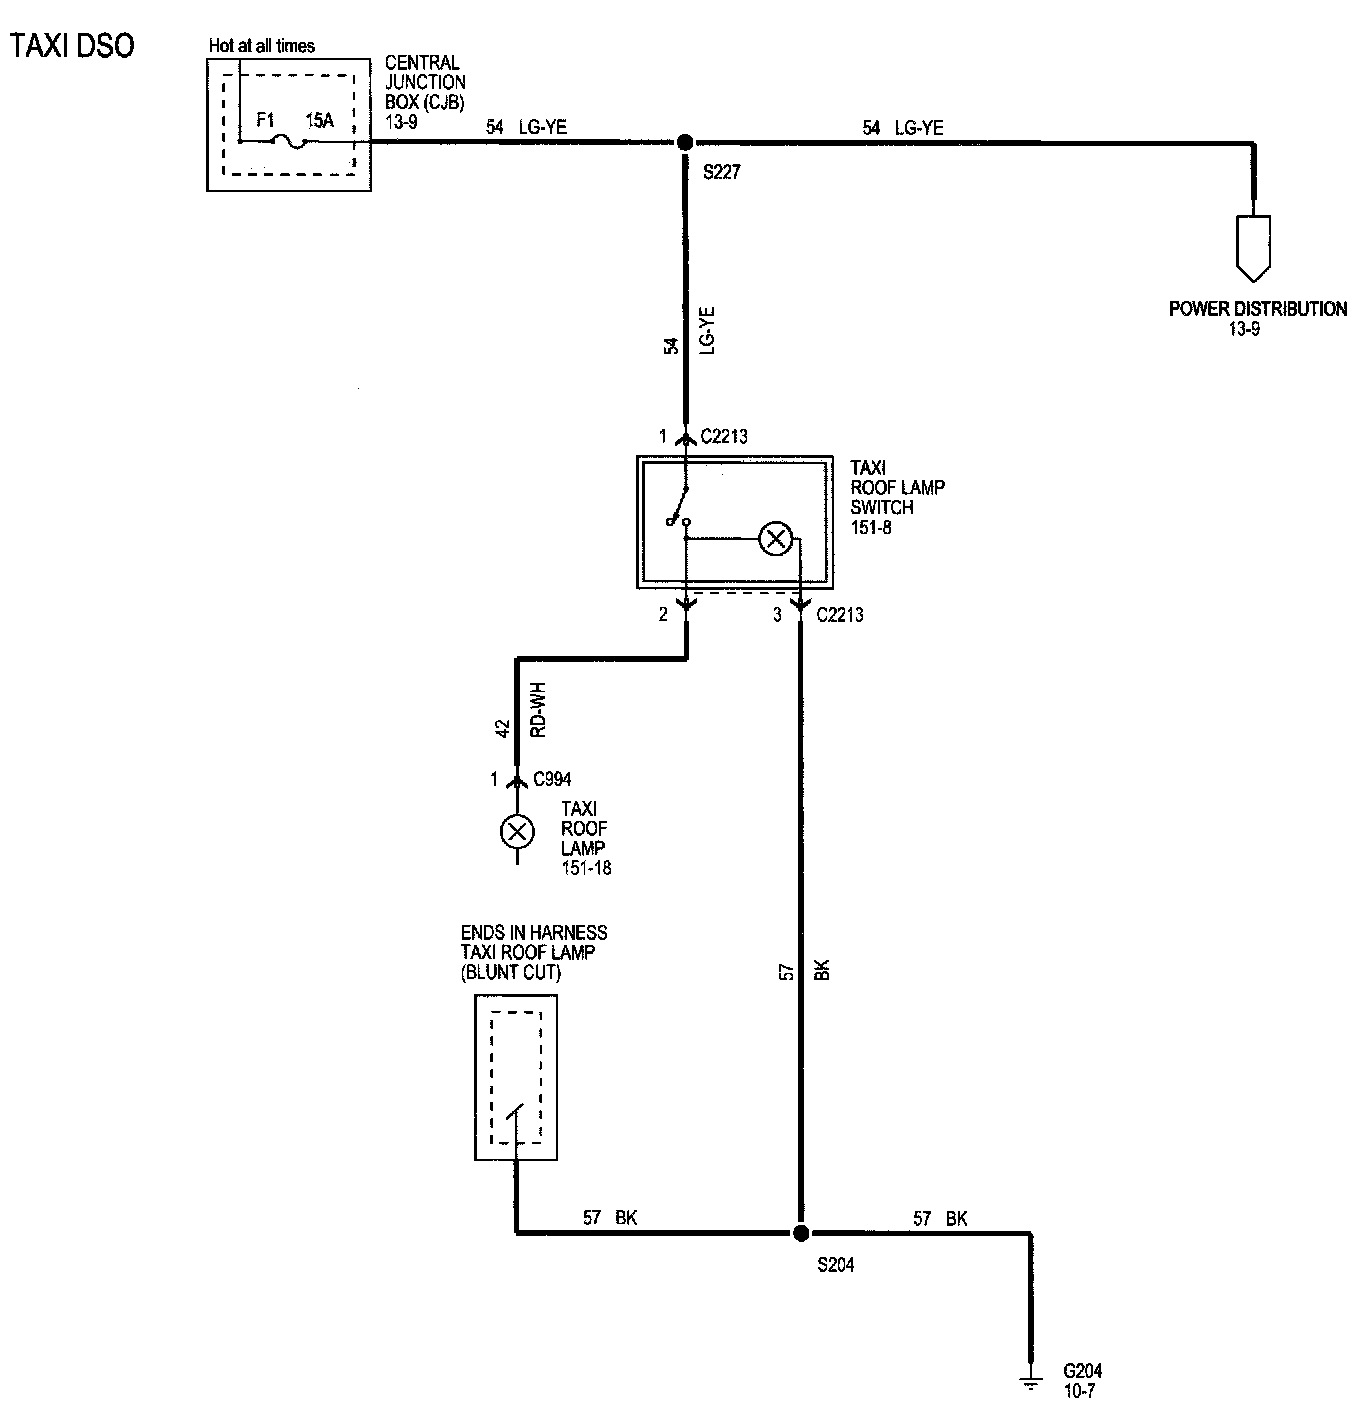 TAXI DSO
Hot at all times
CENTRAL
JUNCTION
BOX (CJB)
13-9
F1 15A
54 LG-YE
54 LG-YE
S227
POWER DISTRIBUTION
13-9
54 LG-YE
1 C2213
TAXI
ROOF LAMP
SWITCH
151-8
2
3 C2213
42 RD-WH
1 C994
TAXI
ROOF
LAMP
151-18
ENDS IN HARNESS
TAXI ROOF LAMP
(BLUNT CUT)
57 BK
57 BK
57 BK
S204
G204
10-7